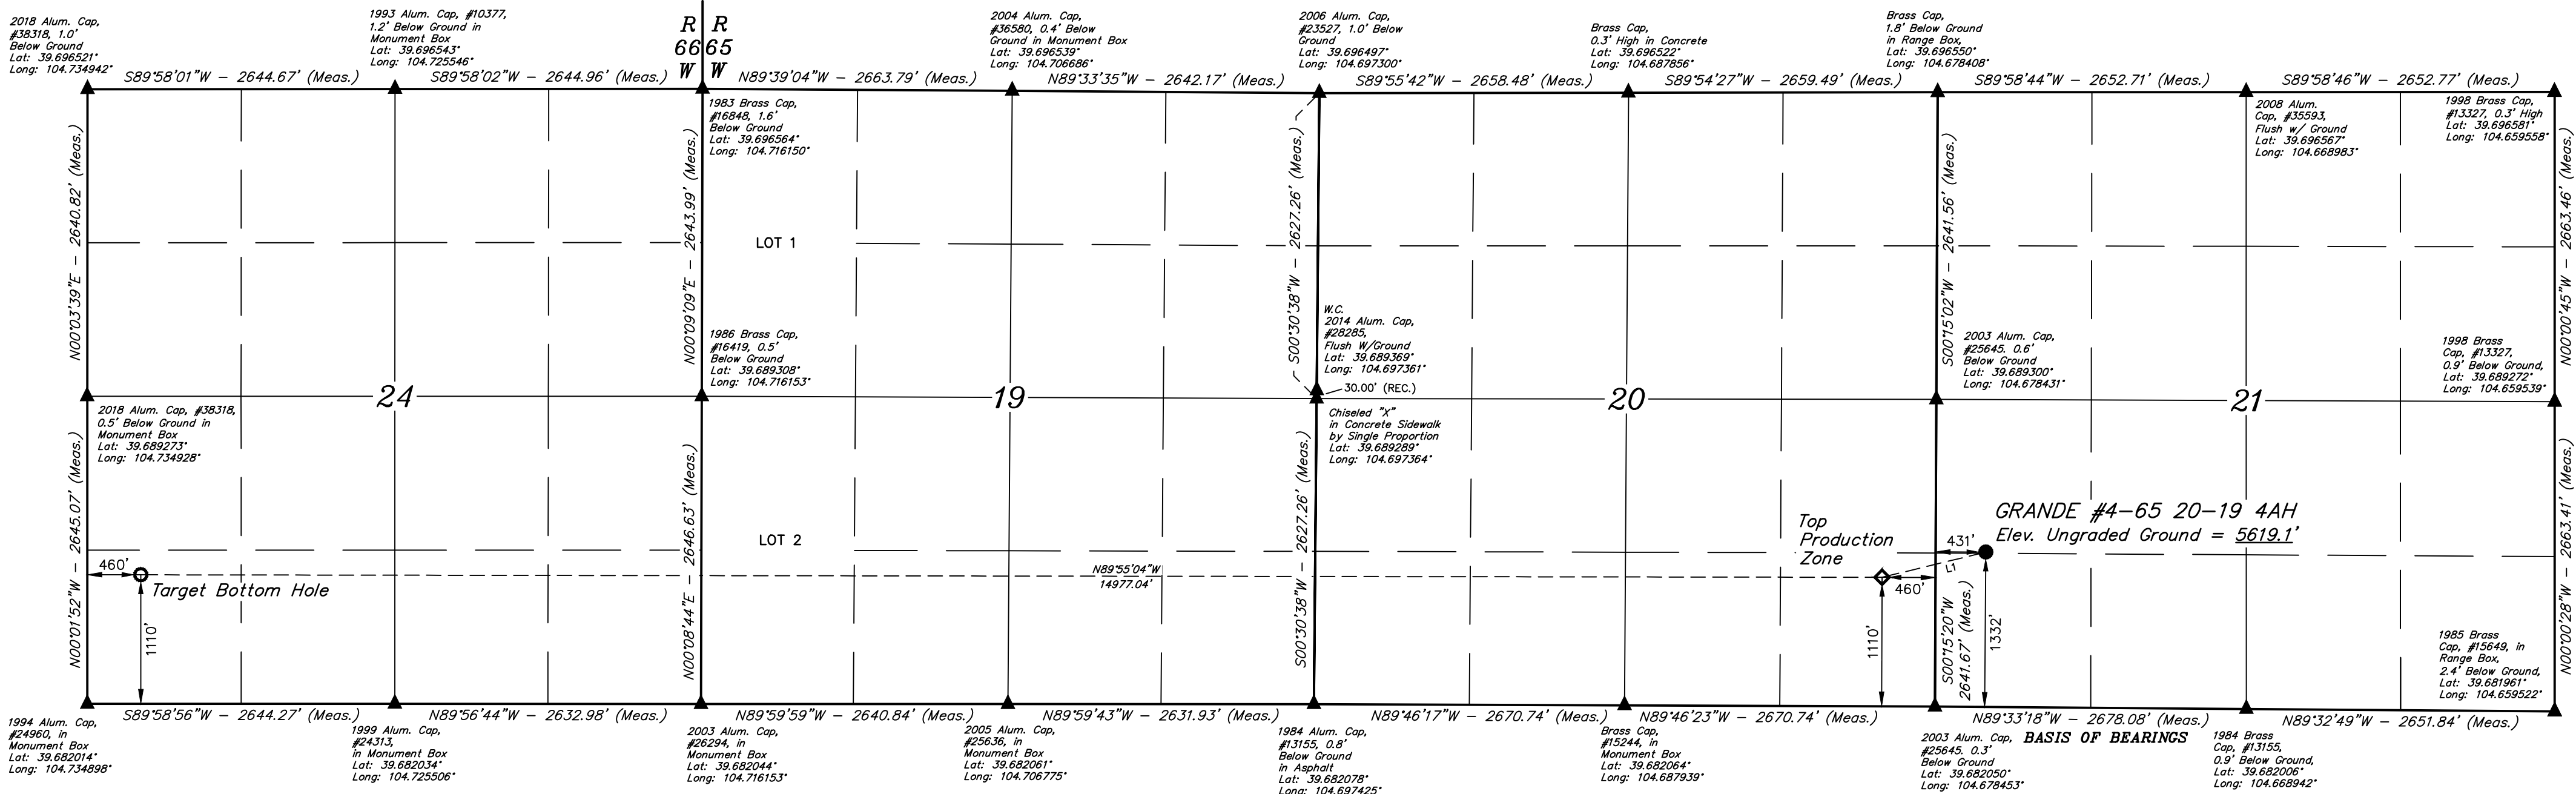 2018 Alum. Cap,
#38318, 1.0'
Below Ground
Lat: 39.696521°
Long: 104.734942°
1993 Alum. Cap, #10377,
1.2' Below Ground in
Monument Box
Lat: 39.696543°
Long: 104.725546°
R R
66 65
W W
2004 Alum. Cap,
#36580, 0.4' Below
Ground in Monument Box
Lat: 39.696539°
Long: 104.706686°
2006 Alum. Cap,
#23527, 1.0' Below
Ground
Lat: 39.696497°
Long: 104.697300°
Brass Cap,
0.3' High in Concrete
Lat: 39.696522°
Long: 104.687856°
Brass Cap,
1.8' Below Ground
in Range Box,
Lat: 39.696550°
Long: 104.678408°
S89°58'01"W - 2644.67' (Meas.)
S89°58'02"W - 2644.96' (Meas.)
N89°39'04"W - 2663.79' (Meas.)
N89°33'35"W - 2642.17' (Meas.)
S89°55'42"W - 2658.48' (Meas.)
S89°54'27"W - 2659.49' (Meas.)
S89°58'44"W - 2652.71' (Meas.)
S89°58'46"W - 2652.77' (Meas.)
1983 Brass Cap,
#16848, 1.6'
Below Ground
Lat: 39.696564°
Long: 104.716150°
2008 Alum.
Cap, #35593,
Flush w/ Ground
Lat: 39.696567°
Long: 104.668983°
1998 Brass Cap,
#13327, 0.3' High
Lat: 39.696581°
Long: 104.659558°
N00°03'39"E - 2640.82' (Meas.)
N00°09'09"E - 2643.99' (Meas.)
S00°30'38"W - 2627.26' (Meas.)
S00°15'02"W - 2641.56' (Meas.)
N00°00'45"W - 2663.46' (Meas.)
LOT 1
1986 Brass Cap,
#16419, 0.5'
Below Ground
Lat: 39.689308°
Long: 104.716153°
W.C.
2014 Alum. Cap,
#28285,
Flush W/Ground
Lat: 39.689369°
Long: 104.697361°
30.00' (REC.)
2003 Alum. Cap,
#25645. 0.6'
Below Ground
Lat: 39.689300°
Long: 104.678431°
1998 Brass
Cap, #13327,
0.9' Below Ground,
Lat: 39.689272°
Long: 104.659539°
24
19
20
21
2018 Alum. Cap, #38318,
0.5' Below Ground in
Monument Box
Lat: 39.689273°
Long: 104.734928°
Chiseled "X"
in Concrete Sidewalk
by Single Proportion
Lat: 39.689289°
Long: 104.697364°
N00°01'52"W - 2645.07' (Meas.)
N00°08'44"E - 2646.63' (Meas.)
S00°30'38"W - 2627.26' (Meas.)
S00°15'20"W
2641.67' (Meas.)
N00°00'28"W - 2663.41' (Meas.)
LOT 2
GRANDE #4-65 20-19 4AH
Elev. Ungraded Ground = 5619.1'
Top
Production
Zone
431'
L1
460'
460'
Target Bottom Hole
N89°55'04"W
14977.04'
1110'
1110'
1332'
1985 Brass
Cap, #15649, in
Range Box,
2.4' Below Ground,
Lat: 39.681961°
Long: 104.659522°
S89°58'56"W - 2644.27' (Meas.)
N89°56'44"W - 2632.98' (Meas.)
N89°59'59"W - 2640.84' (Meas.)
N89°59'43"W - 2631.93' (Meas.)
N89°46'17"W - 2670.74' (Meas.)
N89°46'23"W - 2670.74' (Meas.)
N89°33'18"W - 2678.08' (Meas.)
N89°32'49"W - 2651.84' (Meas.)
BASIS OF BEARINGS
1994 Alum. Cap,
#24960, in
Monument Box
Lat: 39.682014°
Long: 104.734898°
1999 Alum. Cap,
#24313,
in Monument Box
Lat: 39.682034°
Long: 104.725506°
2003 Alum. Cap,
#26294, in
Monument Box
Lat: 39.682044°
Long: 104.716153°
2005 Alum. Cap,
#25636, in
Monument Box
Lat: 39.682061°
Long: 104.706775°
1984 Alum. Cap,
#13155, 0.8'
Below Ground
in Asphalt
Lat: 39.682078°
Long: 104.697425°
Brass Cap,
#15244, in
Monument Box
Lat: 39.682064°
Long: 104.687939°
2003 Alum. Cap,
#25645. 0.3'
Below Ground
Lat: 39.682050°
Long: 104.678453°
1984 Brass
Cap, #13155,
0.9' Below Ground,
Lat: 39.682006°
Long: 104.668942°